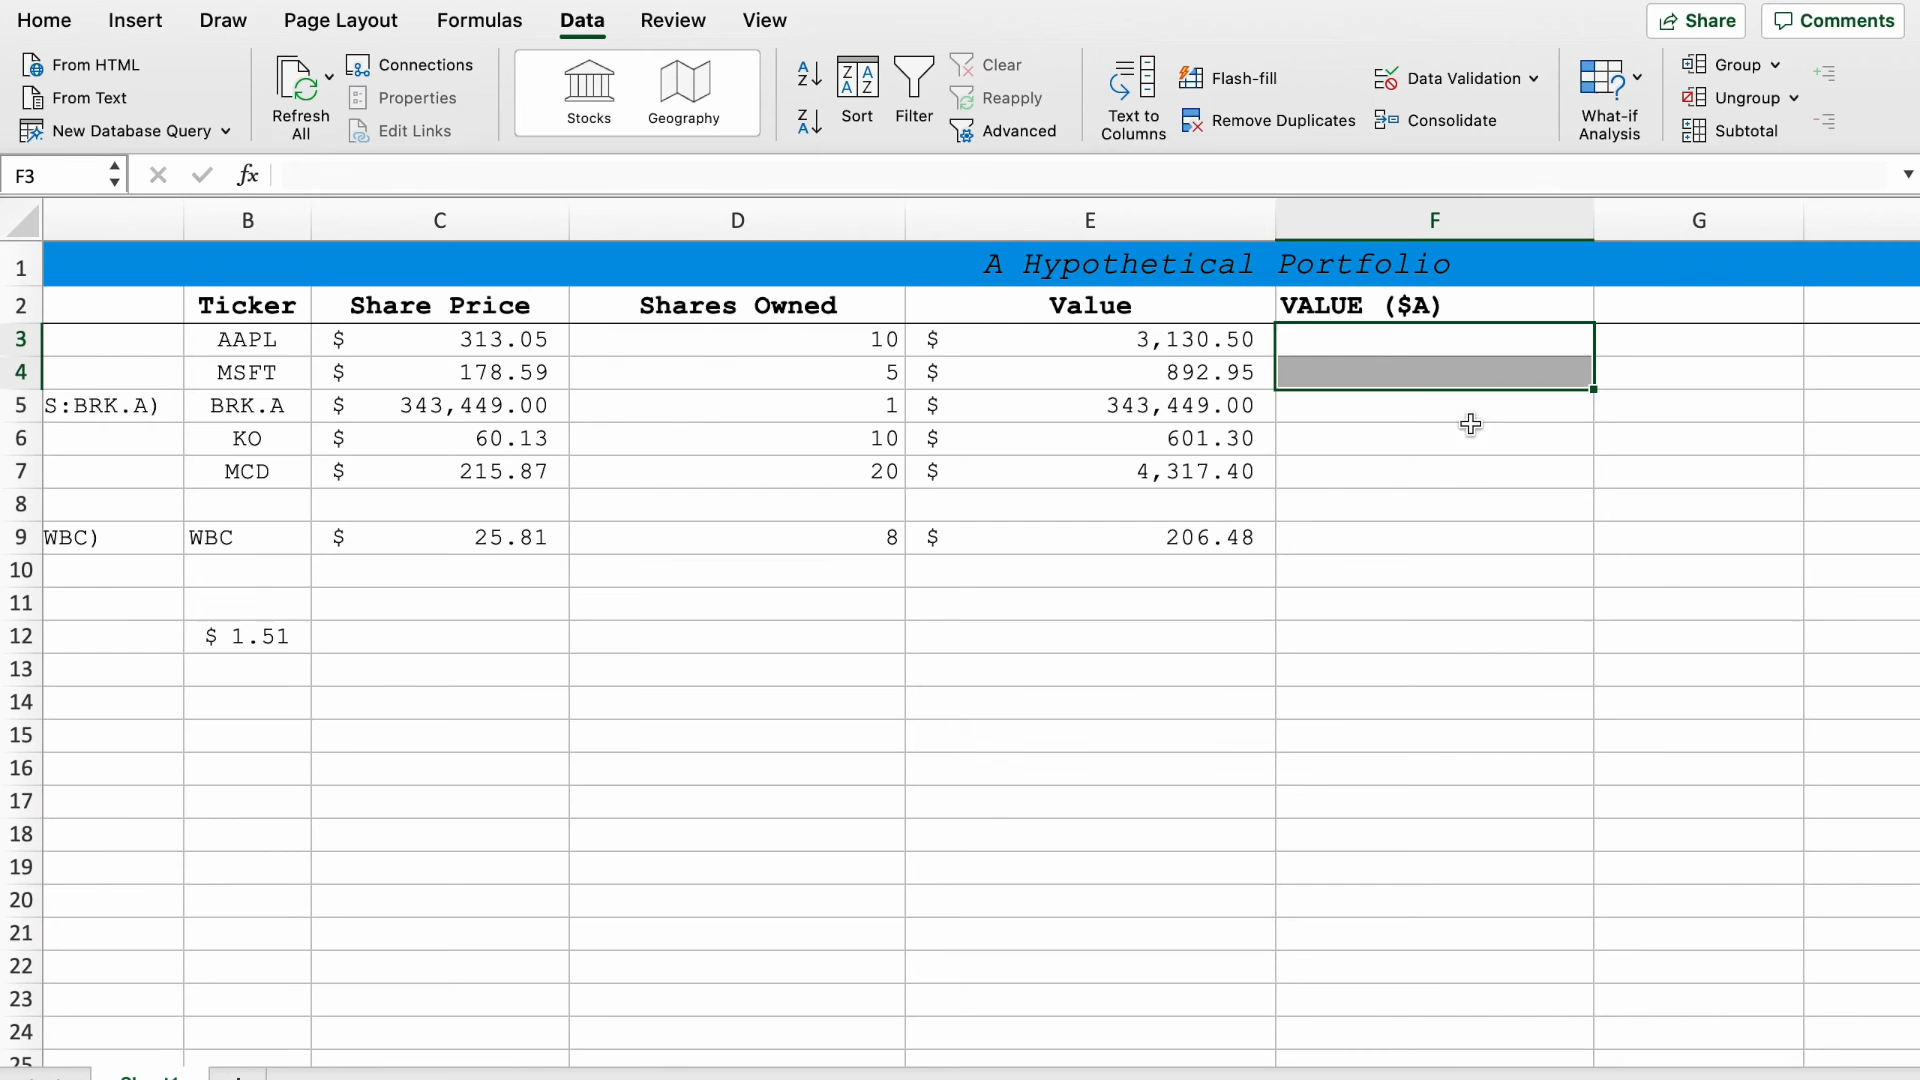 Home Insert Draw Page Layout Formulas Data Review View Share Comments
From HTML Connections Clear Flash-fill Data Validation Group
From Text Properties Reapply Ungroup
New Database Query Refresh All Edit Links Stocks Geography Sort Filter Advanced Text to Columns Remove Duplicates Consolidate What-if Analysis Subtotal
F3 fx
B C D E F G
1 A Hypothetical Portfolio
2 Ticker Share Price Shares Owned Value VALUE ($A)
3 AAPL $ 313.05 10 $ 3,130.50
4 MSFT $ 178.59 5 $ 892.95
5 S:BRK.A) BRK.A $ 343,449.00 1 $ 343,449.00
6 KO $ 60.13 10 $ 601.30
7 MCD $ 215.87 20 $ 4,317.40
8
9 WBC) WBC $ 25.81 8 $ 206.48
10
11
12 $ 1.51
13
14
15
16
17
18
19
20
21
22
23
24
25